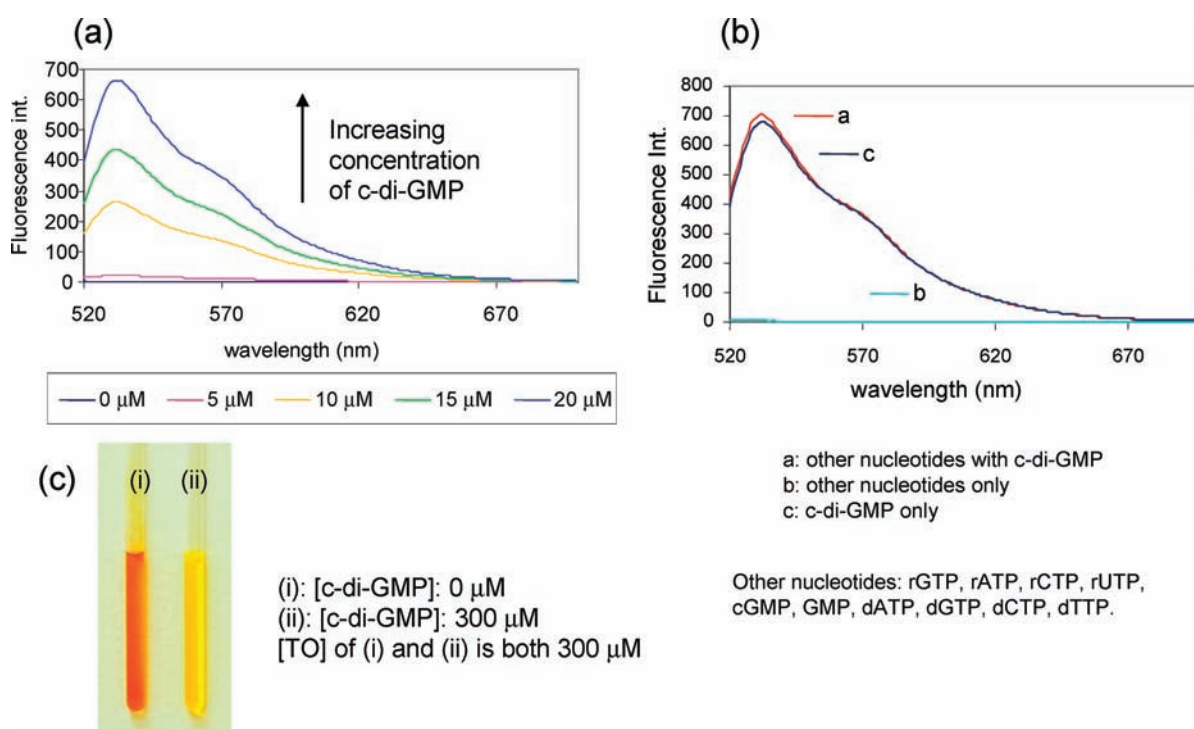 (a)
700
600
500
400
300
200
100
0
Fluorescence int.
Increasing
concentration
of c-di-GMP
520 570 620 670
wavelength (nm)
0 μM 5 μM 10 μM 15 μM 20 μM
(b)
800
700
600
500
400
300
200
100
0
Fluorescence Int.
a
c
b
520 570 620 670
wavelength (nm)
a: other nucleotides with c-di-GMP
b: other nucleotides only
c: c-di-GMP only
Other nucleotides: rGTP, rATP, rCTP, rUTP,
cGMP, GMP, dATP, dGTP, dCTP, dTTP.
(c)
(i) (ii)
(i): [c-di-GMP]: 0 μM
(ii): [c-di-GMP]: 300 μM
[TO] of (i) and (ii) is both 300 μM